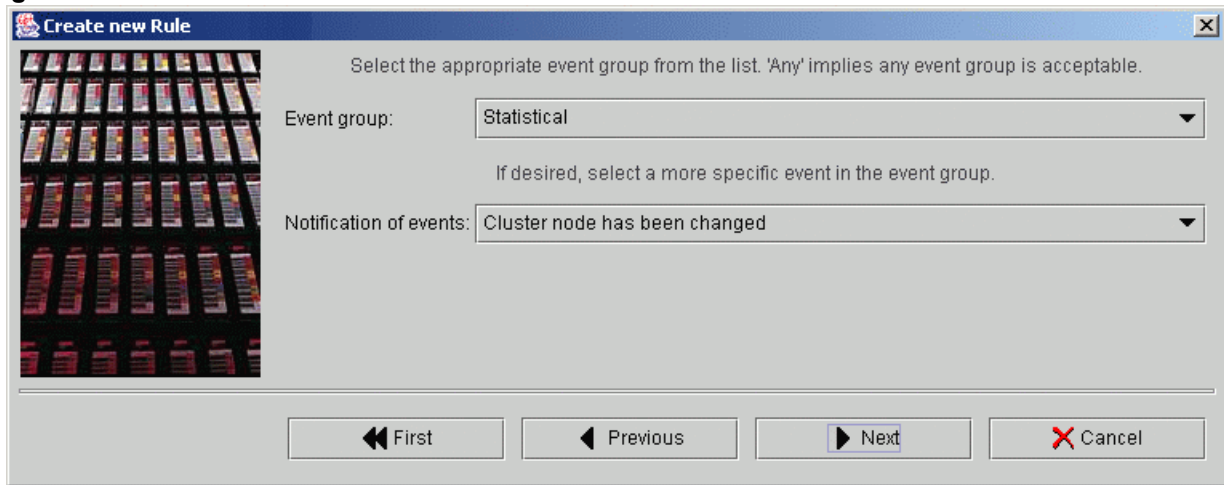 Create new Rule
Select the appropriate event group from the list. 'Any' implies any event group is acceptable.
Event group: Statistical
If desired, select a more specific event in the event group.
Notification of events: Cluster node has been changed
First Previous Next Cancel